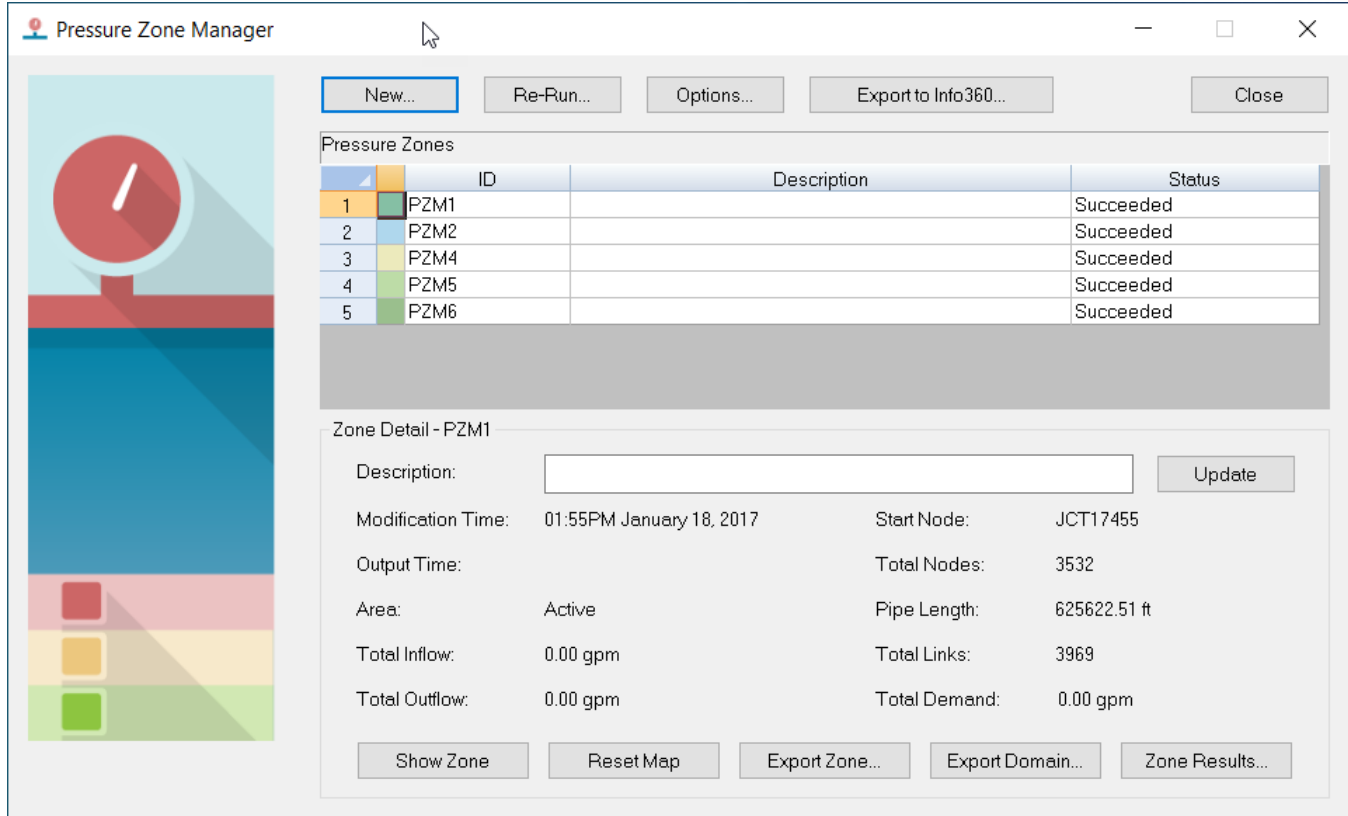 Pressure Zone Manager
New... Re-Run... Options... Export to Info360... Close
Pressure Zones
ID Description Status
1 PZM1 Succeeded
2 PZM2 Succeeded
3 PZM4 Succeeded
4 PZM5 Succeeded
5 PZM6 Succeeded
Zone Detail - PZM1
Description: Update
Modification Time: 01:55PM January 18, 2017 Start Node: JCT17455
Output Time: Total Nodes: 3532
Area: Active Pipe Length: 625622.51 ft
Total Inflow: 0.00 gpm Total Links: 3969
Total Outflow: 0.00 gpm Total Demand: 0.00 gpm
Show Zone Reset Map Export Zone... Export Domain... Zone Results...